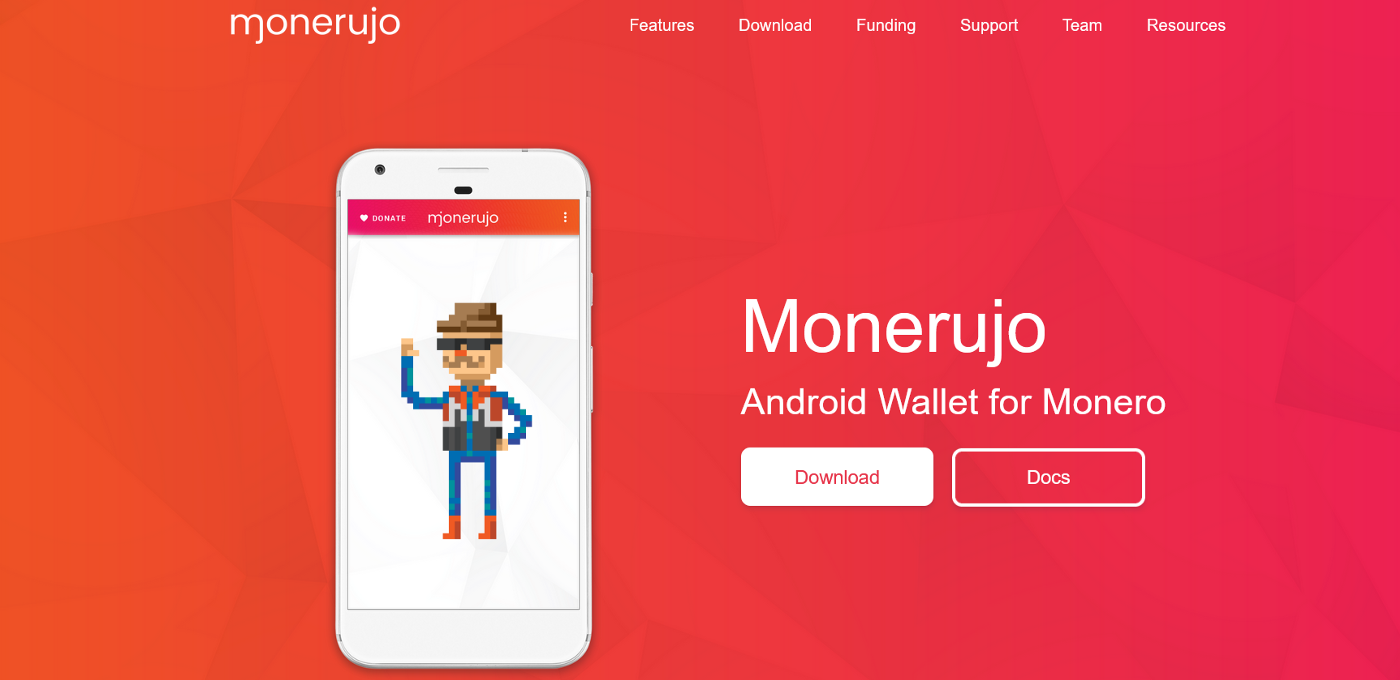 monerujo
Features
Download
Funding
Support
Team
Resources
DONATE
monerujo
Monerujo
Android Wallet for Monero
Download
Docs